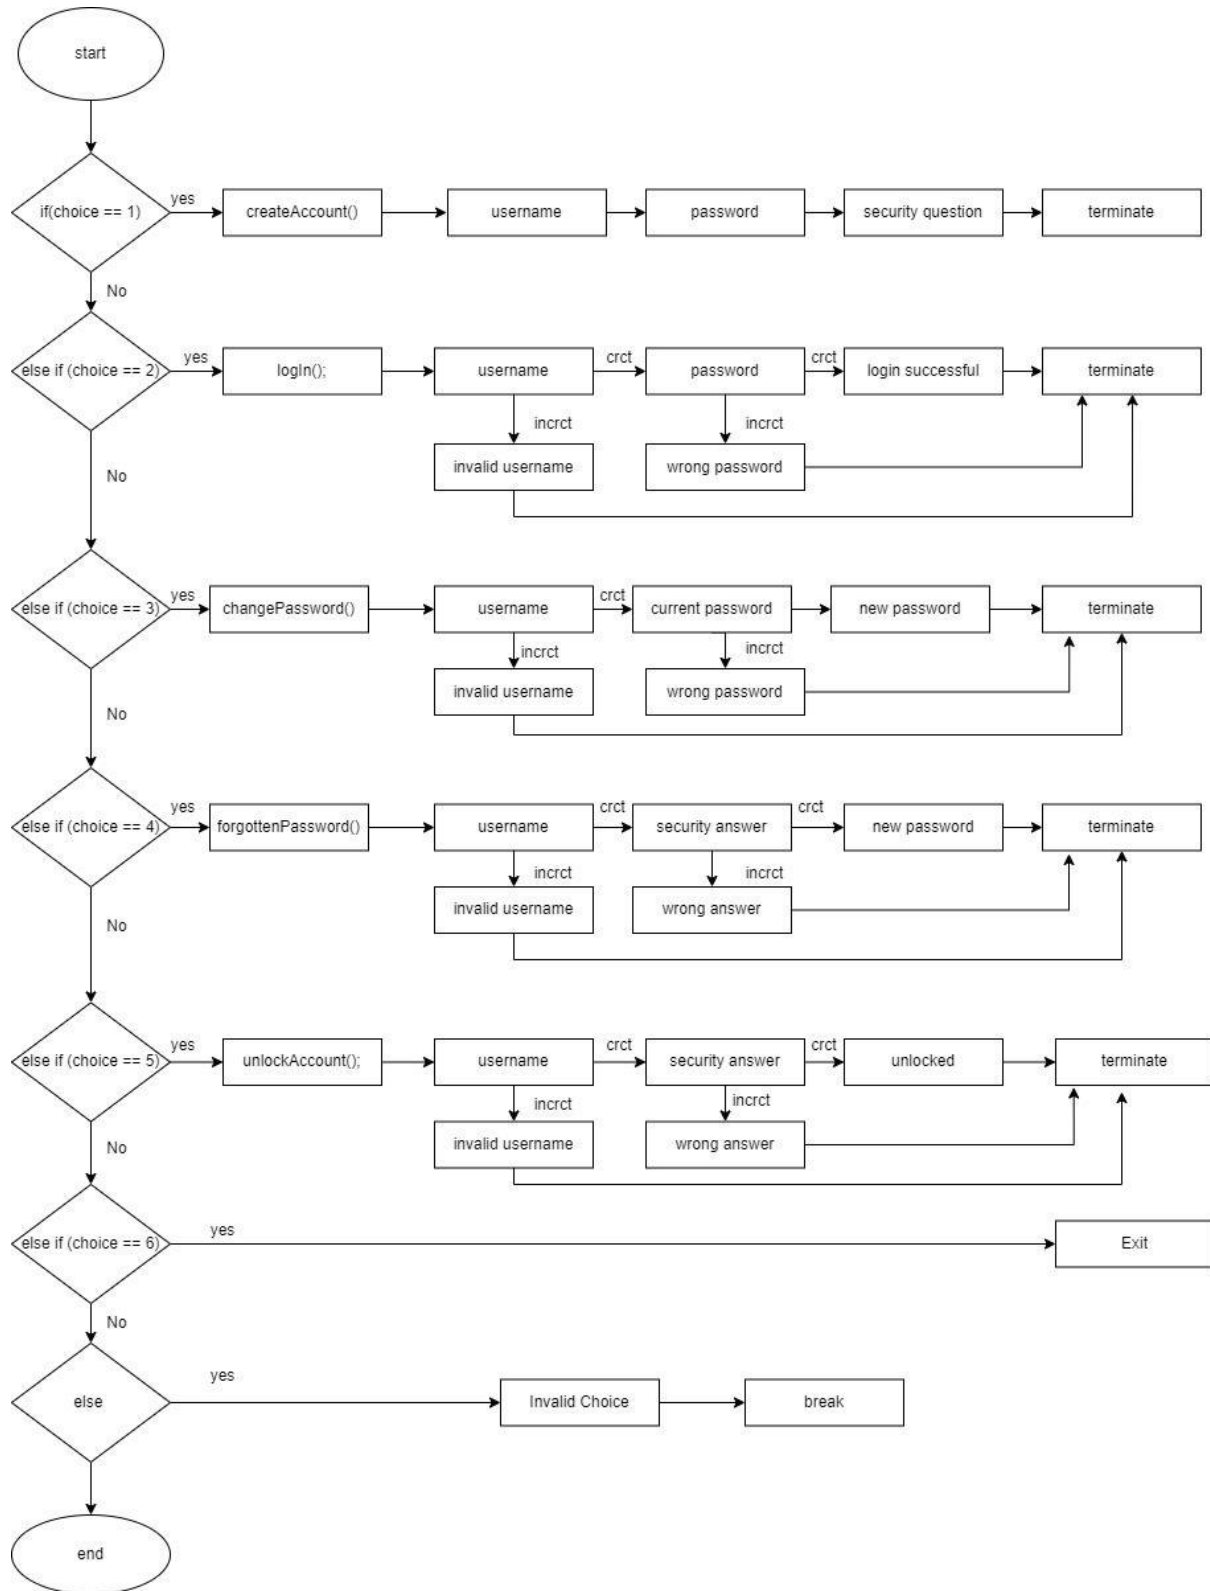 start
if(choice == 1)
yes
createAccount()
username
password
security question
terminate
No
else if (choice == 2)
yes
logIn();
username
crct
password
crct
login successful
terminate
incrct
incrct
invalid username
wrong password
No
else if (choice == 3)
yes
changePassword()
username
crct
current password
new password
terminate
incrct
incrct
invalid username
wrong password
No
else if (choice == 4)
yes
forgottenPassword()
username
crct
security answer
crct
new password
terminate
incrct
incrct
invalid username
wrong answer
No
else if (choice == 5)
yes
unlockAccount();
username
crct
security answer
crct
unlocked
terminate
incrct
incrct
invalid username
wrong answer
No
else if (choice == 6)
yes
Exit
No
else
yes
Invalid Choice
break
end